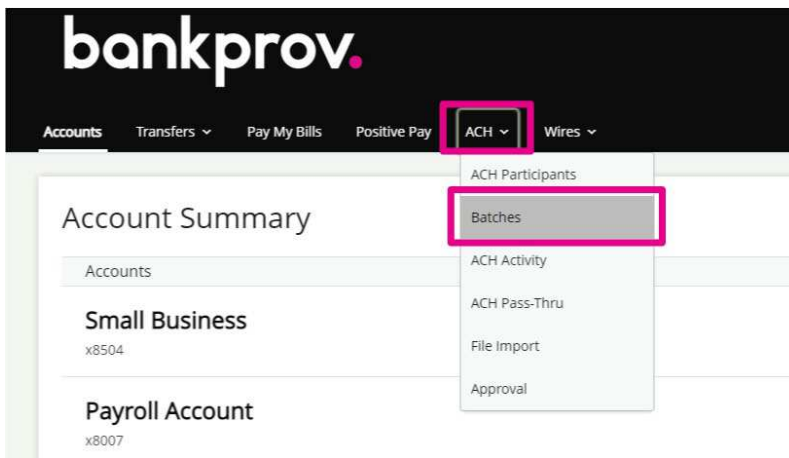 bankprov.
Accounts Transfers Pay My Bills Positive Pay ACH Wires
ACH Participants
Account Summary
Batches
Accounts
ACH Activity
Small Business
x8504
ACH Pass-Thru
File Import
Approval
Payroll Account
x8007